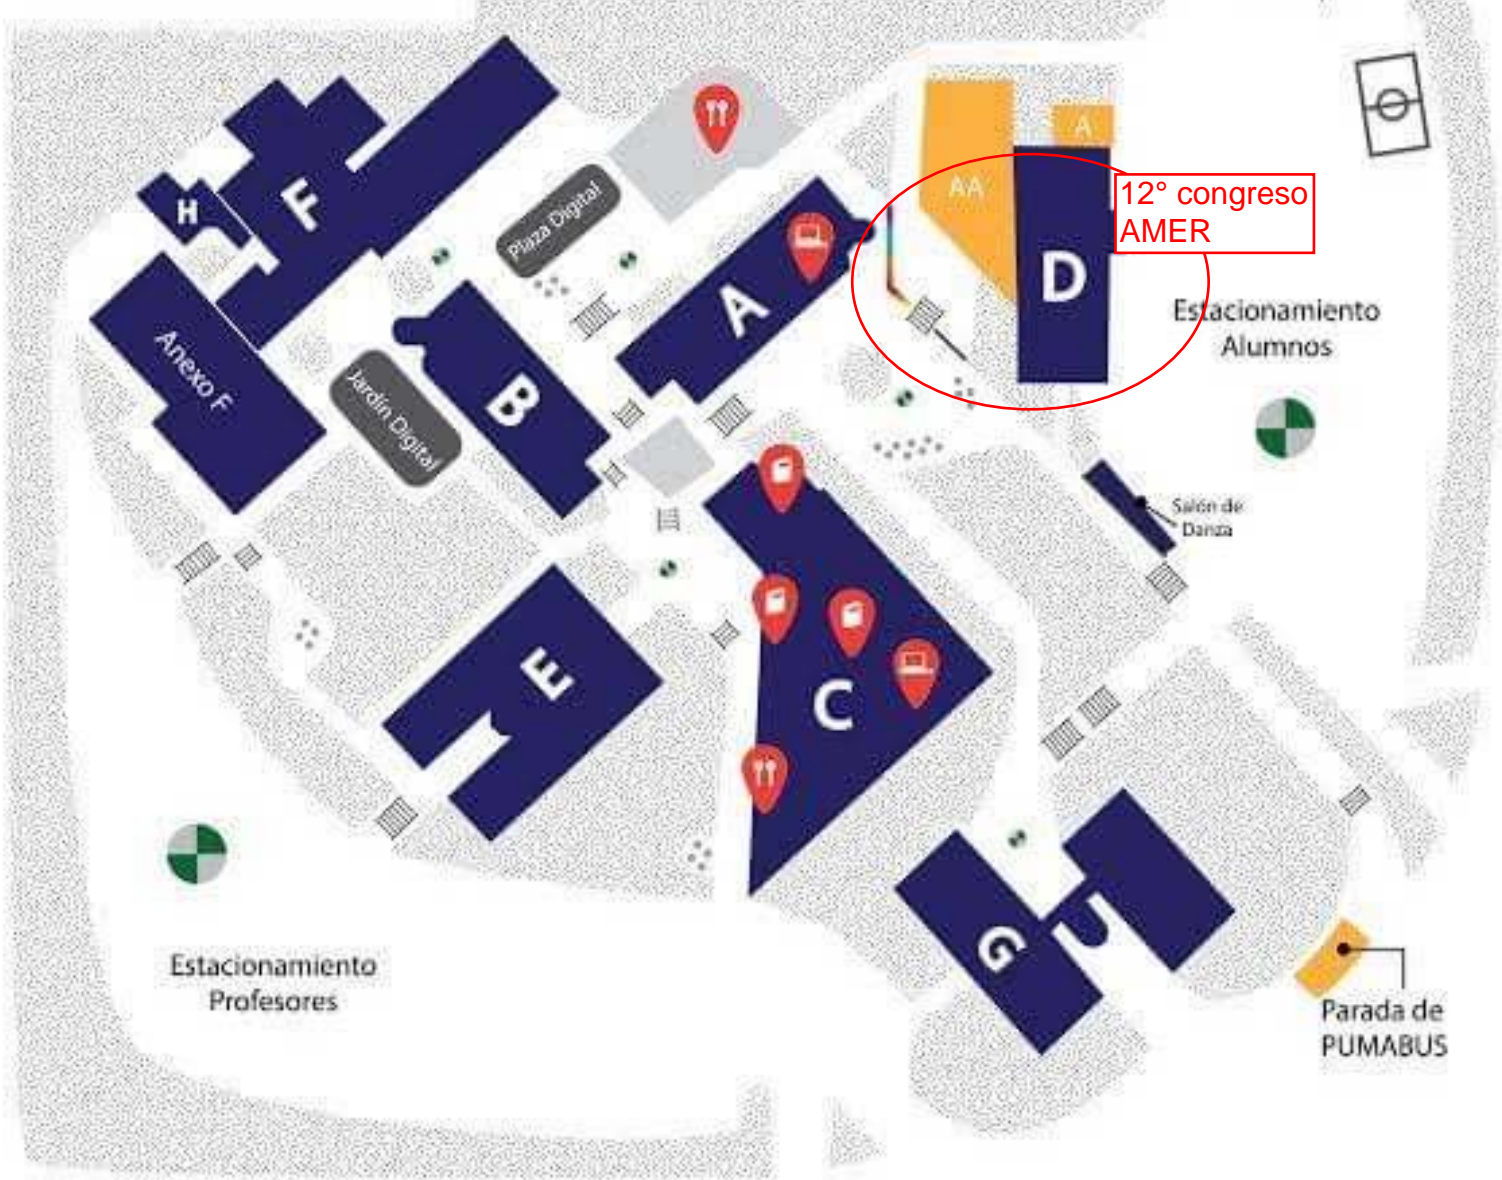 A
AA
12° congreso
AMER
F
H
Plaza Digital
A
D
Estacionamiento
Alumnos
Anexo F
Jardín Digital
B
Salón de
Danza
E
C
G
Estacionamiento
Profesores
Parada de
PUMABUS